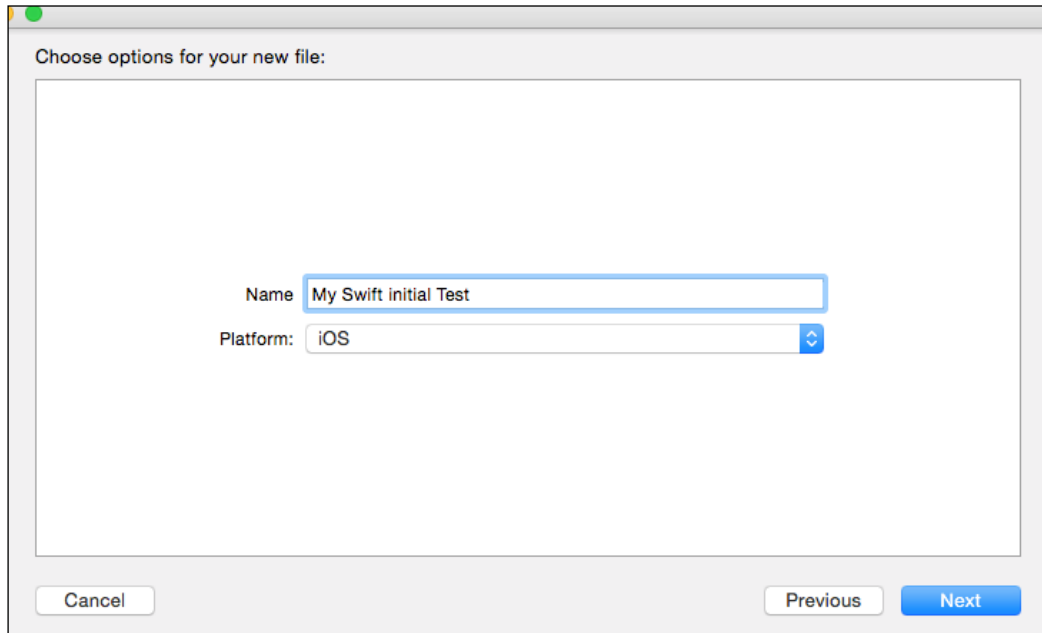 Choose options for your new file:
Name My Swift initial Test
Platform: iOS
Cancel Previous Next